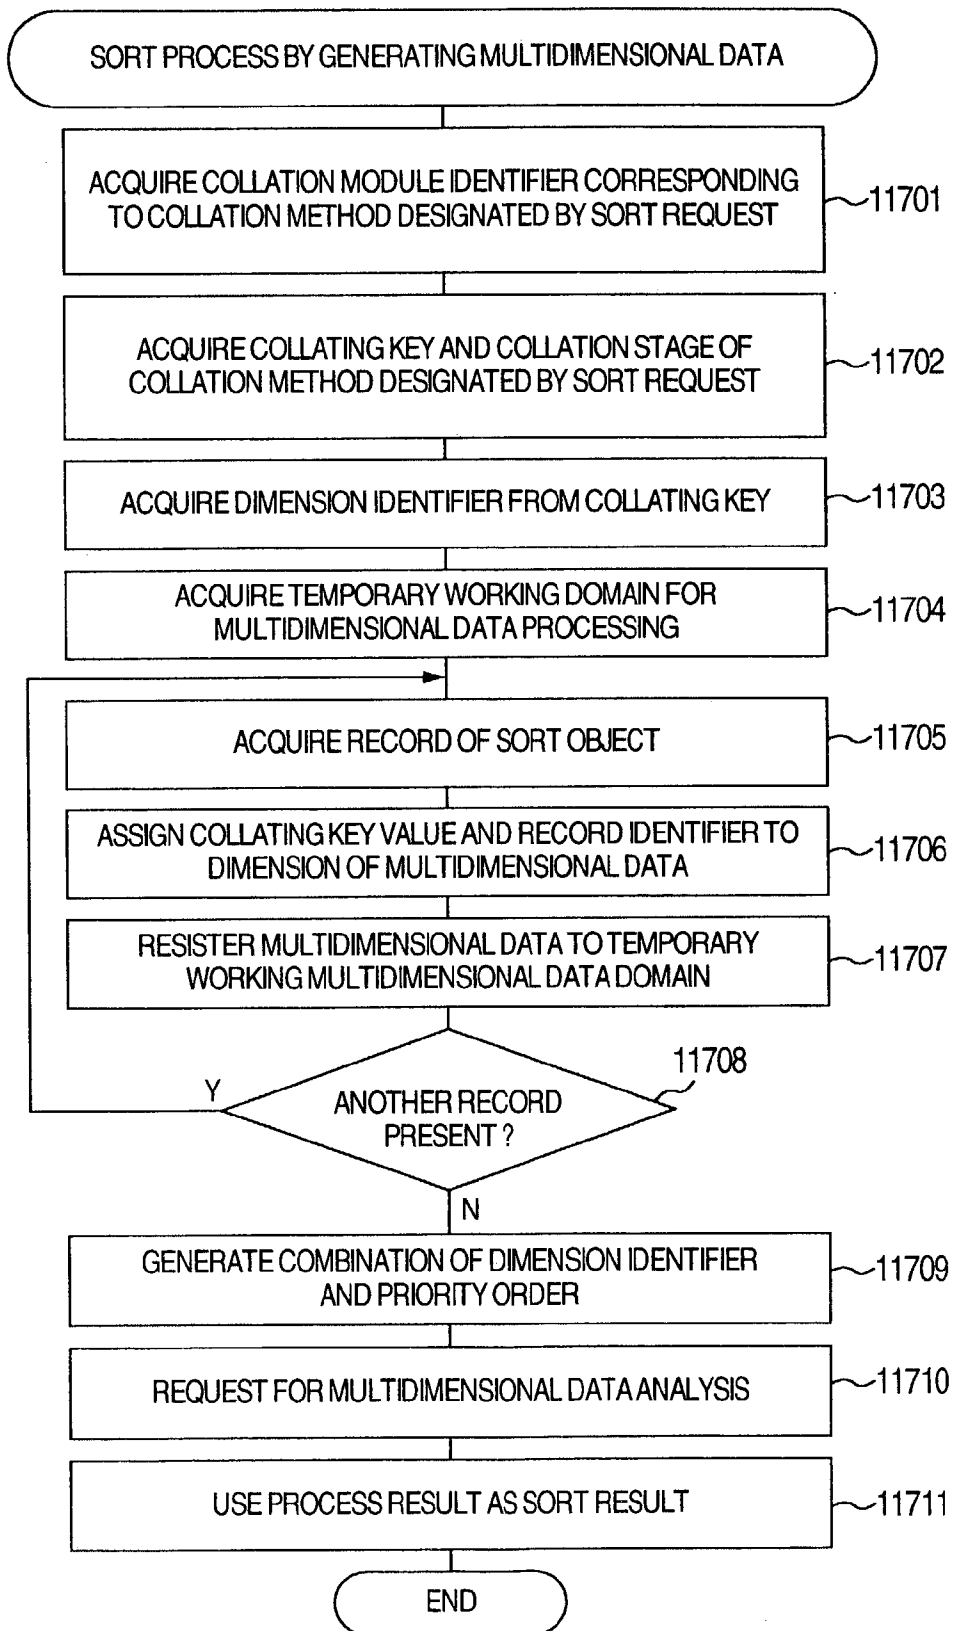 SORT PROCESS BY GENERATING MULTIDIMENSIONAL DATA
ACQUIRE COLLATION MODULE IDENTIFIER CORRESPONDING
TO COLLATION METHOD DESIGNATED BY SORT REQUEST
11701
ACQUIRE COLLATING KEY AND COLLATION STAGE OF
COLLATION METHOD DESIGNATED BY SORT REQUEST
11702
ACQUIRE DIMENSION IDENTIFIER FROM COLLATING KEY
11703
ACQUIRE TEMPORARY WORKING DOMAIN FOR
MULTIDIMENSIONAL DATA PROCESSING
11704
ACQUIRE RECORD OF SORT OBJECT
11705
ASSIGN COLLATING KEY VALUE AND RECORD IDENTIFIER TO
DIMENSION OF MULTIDIMENSIONAL DATA
11706
RESISTER MULTIDIMENSIONAL DATA TO TEMPORARY
WORKING MULTIDIMENSIONAL DATA DOMAIN
11707
11708
Y
ANOTHER RECORD
PRESENT ?
N
GENERATE COMBINATION OF DIMENSION IDENTIFIER
AND PRIORITY ORDER
11709
REQUEST FOR MULTIDIMENSIONAL DATA ANALYSIS
11710
USE PROCESS RESULT AS SORT RESULT
11711
END